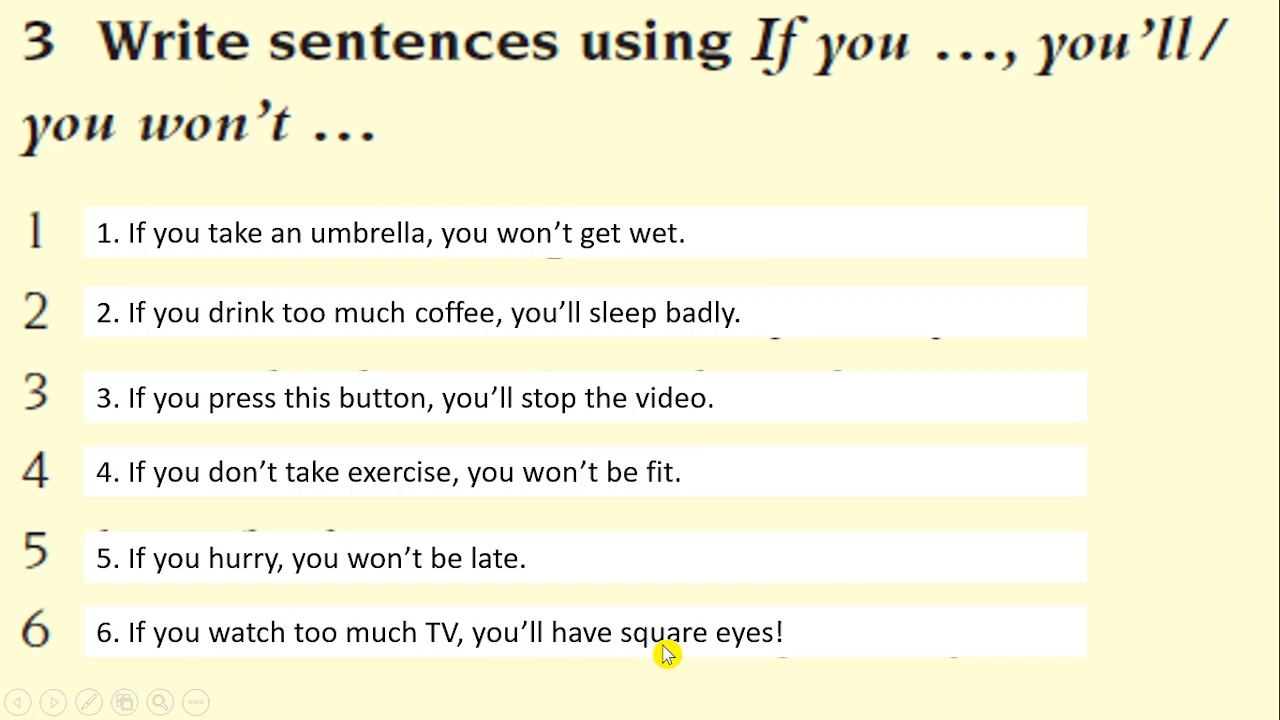 3 Write sentences using If you …, you’ll/
you won’t …
1 1. If you take an umbrella, you won’t get wet.
2 2. If you drink too much coffee, you’ll sleep badly.
3 3. If you press this button, you’ll stop the video.
4 4. If you don’t take exercise, you won’t be fit.
5 5. If you hurry, you won’t be late.
6 6. If you watch too much TV, you’ll have square eyes!